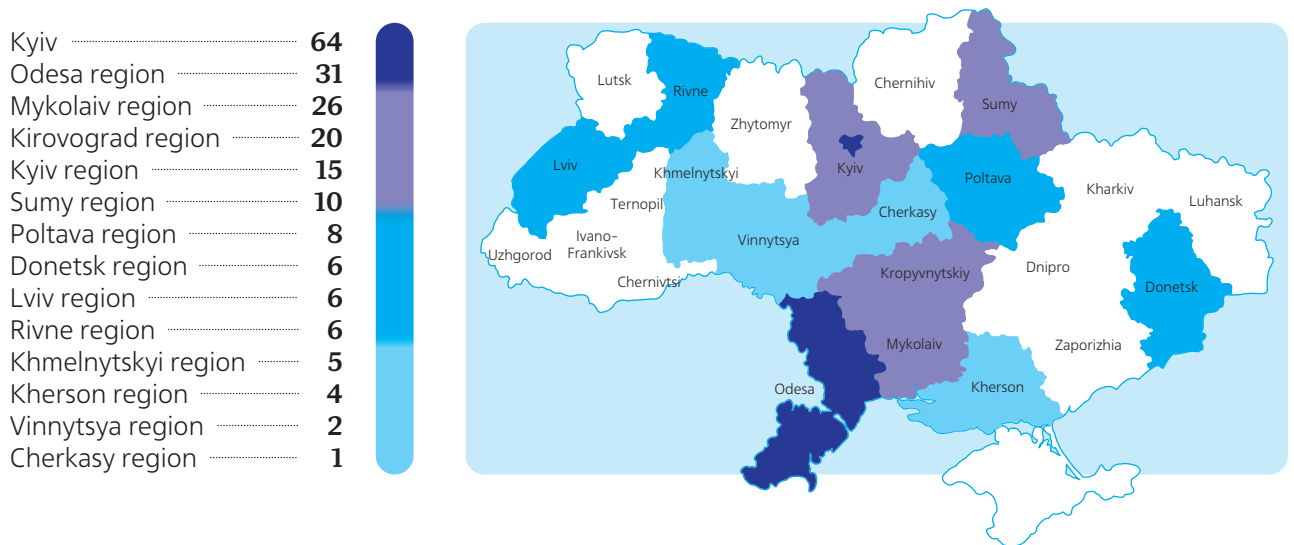 Kyiv 64
Odesa region 31
Mykolaiv region 26
Kirovograd region 20
Kyiv region 15
Sumy region 10
Poltava region 8
Donetsk region 6
Lviv region 6
Rivne region 6
Khmelnytskyi region 5
Kherson region 4
Vinnytsya region 2
Cherkasy region 1
Lutsk
Rivne
Zhytomyr
Chernihiv
Sumy
Lviv
Khmelnytskyi
Kyiv
Poltava
Kharkiv
Luhansk
Ternopil
Cherkasy
Uzhgorod
Ivano-
Frankivsk
Vinnytsya
Chernivtsi
Kropyvnytskiy
Dnipro
Donetsk
Mykolaiv
Zaporizhia
Odesa
Kherson